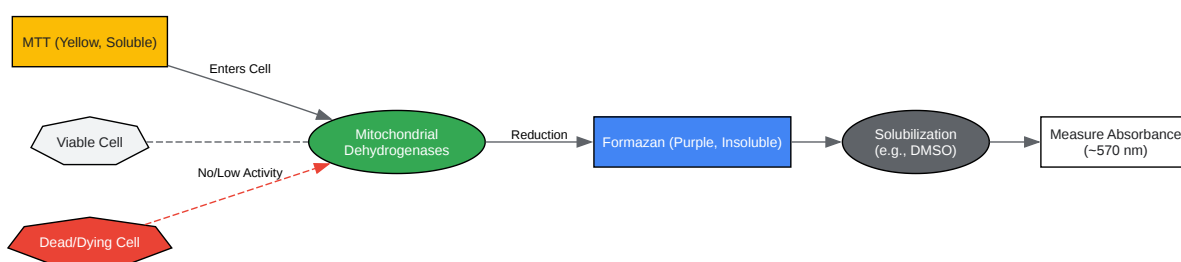 MTT (Yellow, Soluble)
Enters Cell
Viable Cell
Mitochondrial
Dehydrogenases
Reduction
Formazan (Purple, Insoluble)
Solubilization
(e.g., DMSO)
Measure Absorbance
(~570 nm)
No/Low Activity
Dead/Dying Cell